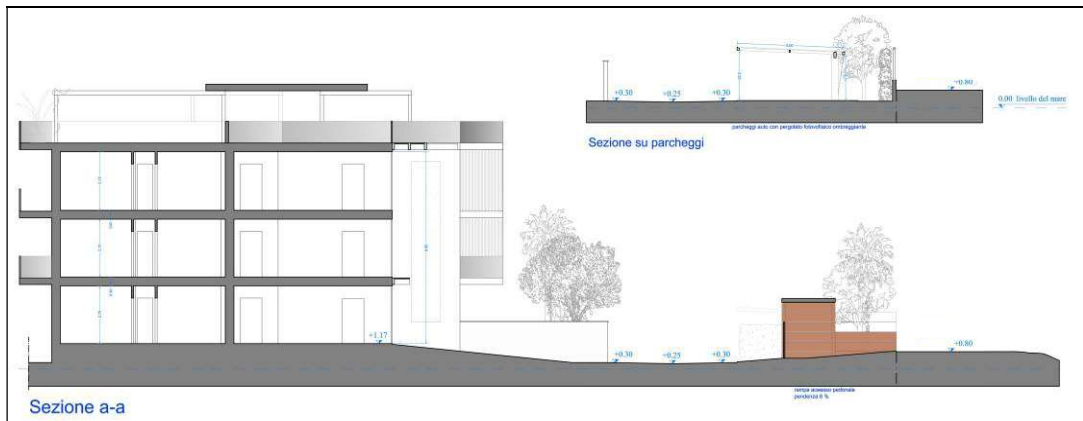 +0.30
+0.25
+0.30
+0.80
0.00 livello del mare
parcheggi auto con pergolato fotovoltaico ombreggiante
Sezione su parcheggi
+1.17
+0.30
+0.25
+0.30
+0.80
rampa accesso pedonale
pendenza 6 %
Sezione a-a